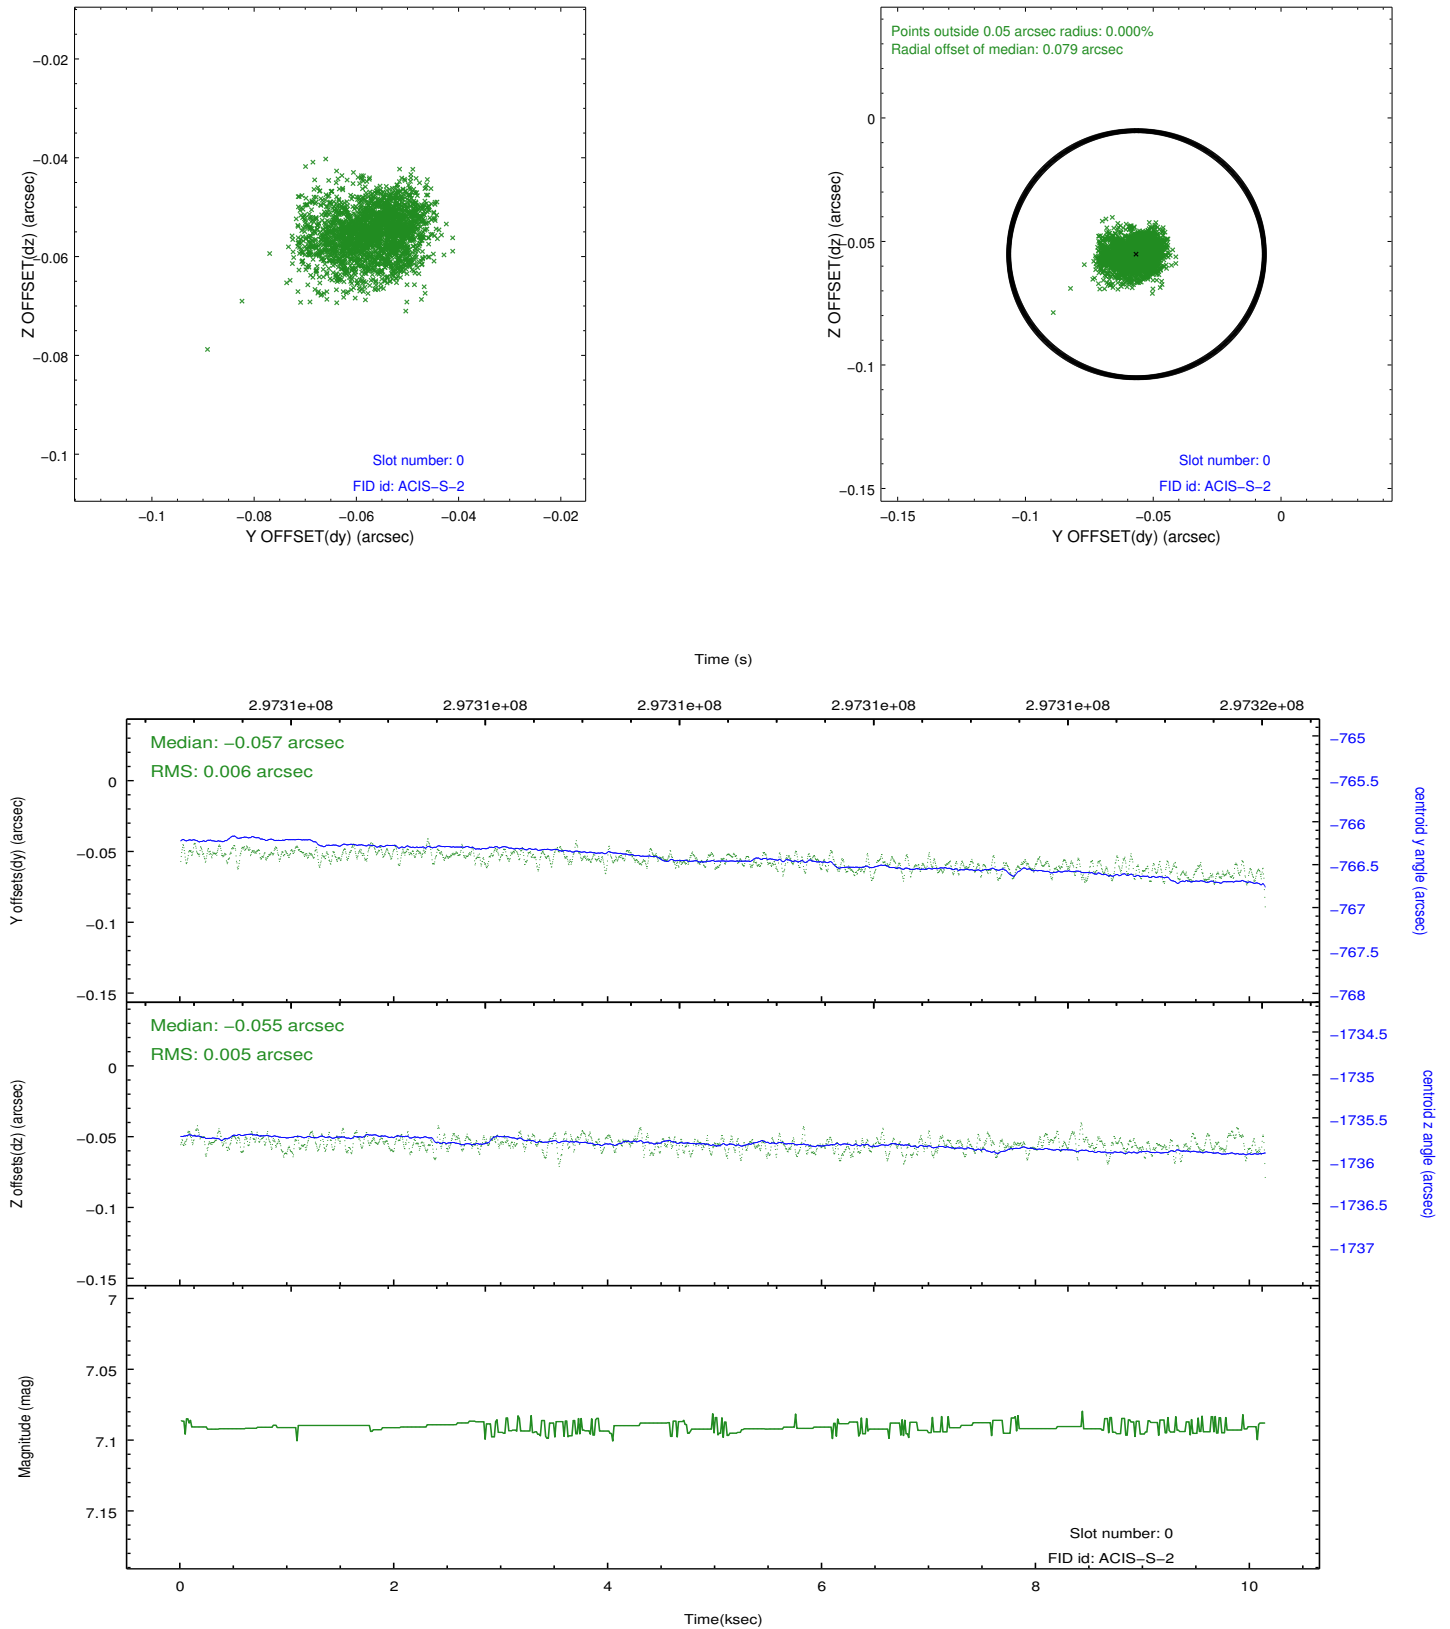 −0.02
−0.04
−0.06
−0.08
−0.1
Z OFFSET(dz) (arcsec)
Slot number: 0
FID id: ACIS−S−2
−0.1 −0.08 −0.06 −0.04 −0.02
Y OFFSET(dy) (arcsec)
Points outside 0.05 arcsec radius: 0.000%
Radial offset of median: 0.079 arcsec
0
−0.05
−0.1
−0.15
Z OFFSET(dz) (arcsec)
Slot number: 0
FID id: ACIS−S−2
−0.15 −0.1 −0.05 0
Y OFFSET(dy) (arcsec)
Time (s)
2.9731e+08 2.9731e+08 2.9731e+08 2.9731e+08 2.9731e+08 2.9732e+08
Median: −0.057 arcsec
RMS: 0.006 arcsec
0
−0.05
−0.1
−0.15
Y offsets(dy) (arcsec)
−765
−765.5
−766
−766.5
−767
−767.5
−768
centroid y angle (arcsec)
Median: −0.055 arcsec
RMS: 0.005 arcsec
0
−0.05
−0.1
−0.15
Z offsets(dz) (arcsec)
−1734.5
−1735
−1735.5
−1736
−1736.5
−1737
centroid z angle (arcsec)
7
7.05
7.1
7.15
Magnitude (mag)
Slot number: 0
FID id: ACIS−S−2
0 2 4 6 8 10
Time(ksec)